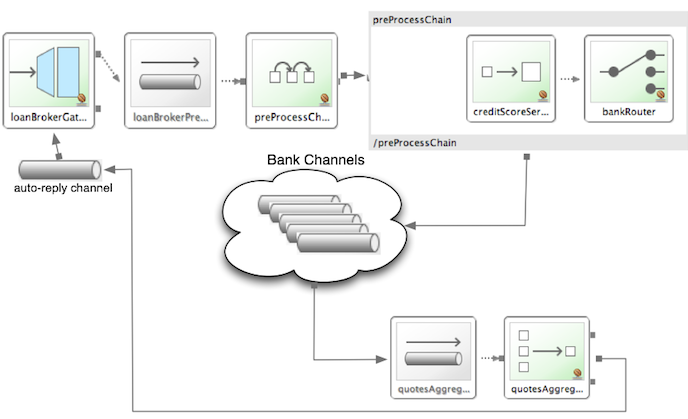 preProcessChain
loanBrokerGat...
loanBrokerPre...
preProcessCh...
creditScoreSer...
bankRouter
/preProcessChain
auto-reply channel
Bank Channels
quotesAggreg...
quotesAggreg...